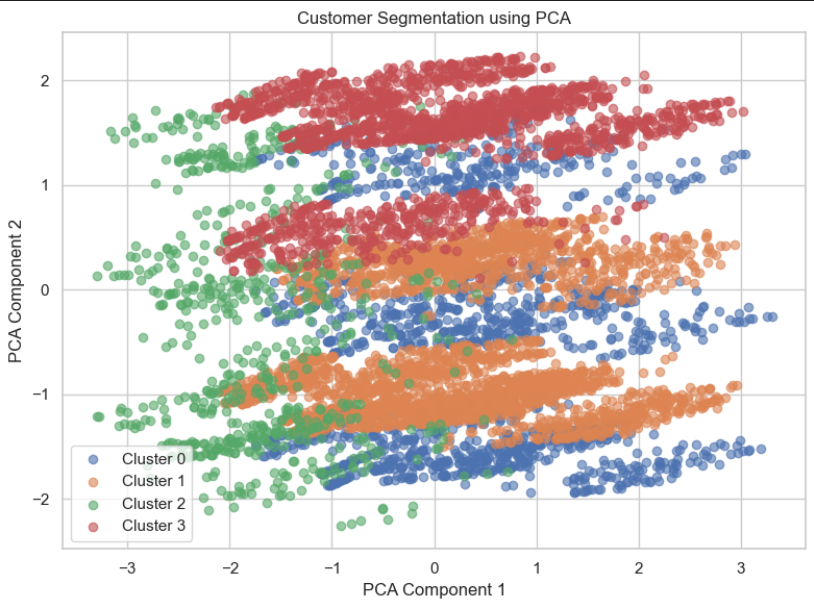 Customer Segmentation using PCA
PCA Component 2
2
1
0
−1
−2
Cluster 0
Cluster 1
Cluster 2
Cluster 3
−3
−2
−1
0
1
2
3
PCA Component 1